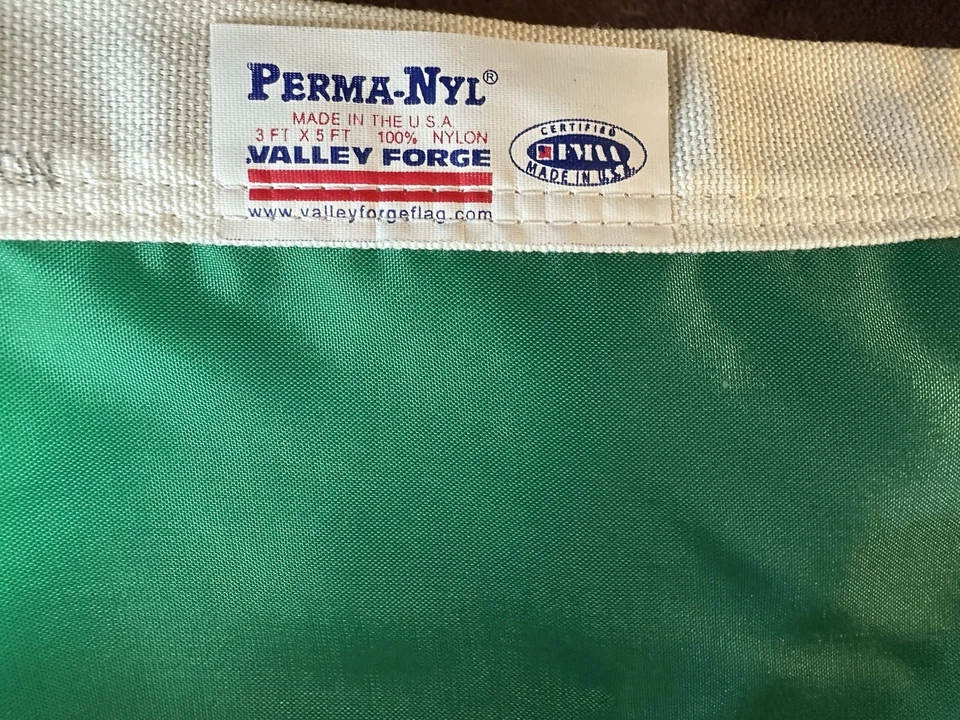 PERMA-NYL®
MADE IN THE U S A
3 FT X 5 FT 100% NYLON
VALLEY FORGE
www.valleyforgeflag.com
CERTIFIED
FMAA
MADE IN U.S.A.